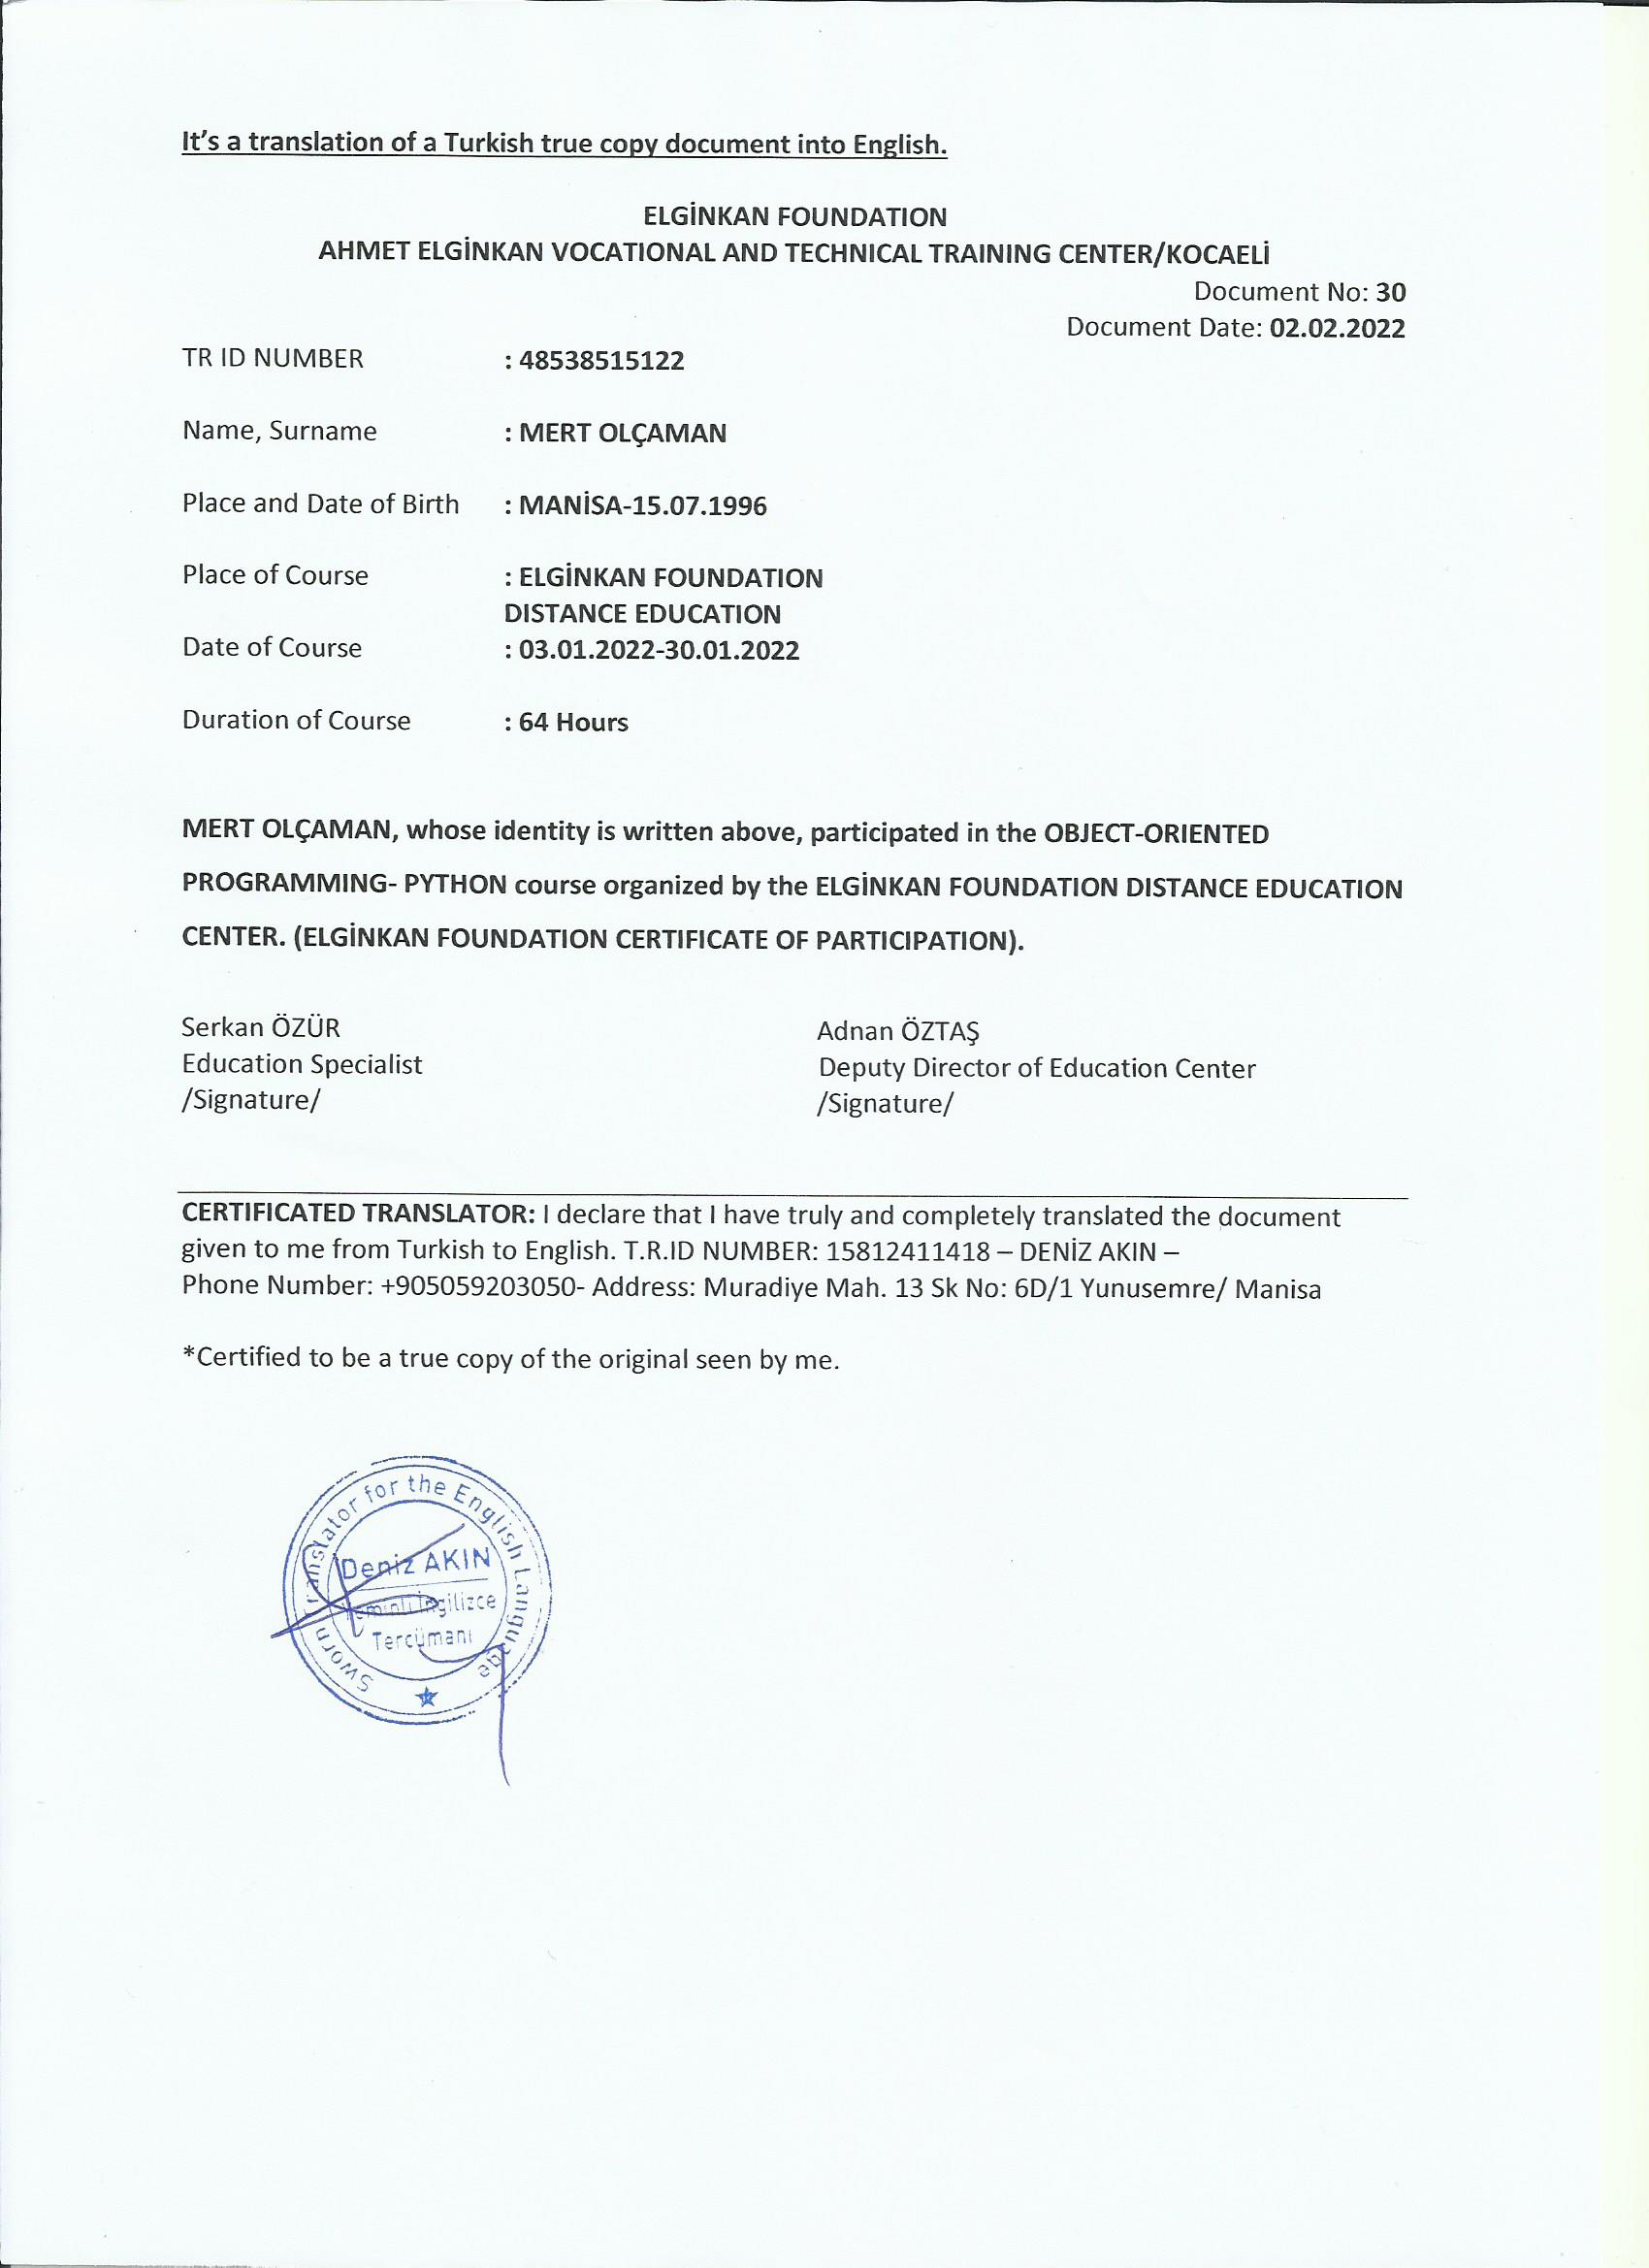 It's a translation of a Turkish true copy document into English.
ELGİNKAN FOUNDATION
AHMET ELGİNKAN VOCATIONAL AND TECHNICAL TRAINING CENTER/KOCAELİ
Document No: 30
Document Date: 02.02.2022
TR ID NUMBER : 48538515122
Name, Surname : MERT OLÇAMAN
Place and Date of Birth : MANİSA-15.07.1996
Place of Course : ELGİNKAN FOUNDATION
DISTANCE EDUCATION
Date of Course : 03.01.2022-30.01.2022
Duration of Course : 64 Hours
MERT OLÇAMAN, whose identity is written above, participated in the OBJECT-ORIENTED
PROGRAMMING- PYTHON course organized by the ELGİNKAN FOUNDATION DISTANCE EDUCATION
CENTER. (ELGİNKAN FOUNDATION CERTIFICATE OF PARTICIPATION).
Serkan ÖZÜR
Education Specialist
/Signature/
Adnan ÖZTAŞ
Deputy Director of Education Center
/Signature/
CERTIFICATED TRANSLATOR: I declare that I have truly and completely translated the document
given to me from Turkish to English. T.R.ID NUMBER: 15812411418 – DENİZ AKIN –
Phone Number: +905059203050- Address: Muradiye Mah. 13 Sk No: 6D/1 Yunusemre/ Manisa
*Certified to be a true copy of the original seen by me.
Sworn Translator for the English Language
Deniz AKIN
Yeminli İngilizce
Tercümanı